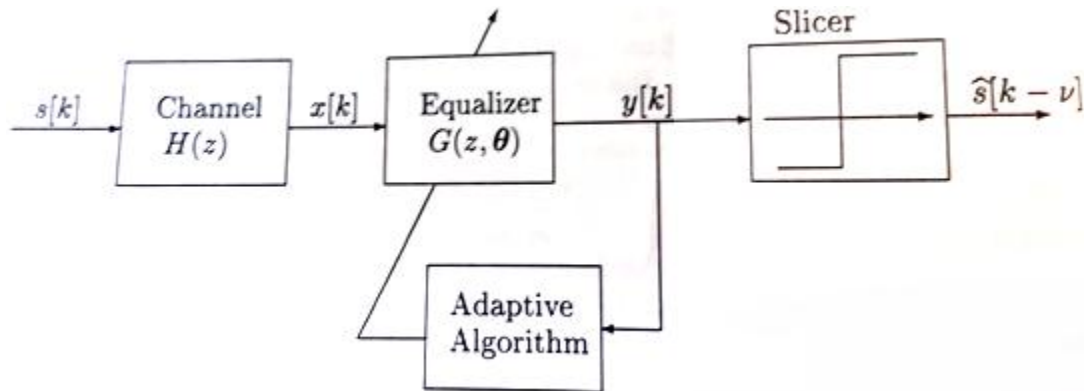 Slicer
s[k]
Channel
H(z)
x[k]
Equalizer
G(z, θ)
y[k]
ŝ[k − ν]
Adaptive
Algorithm